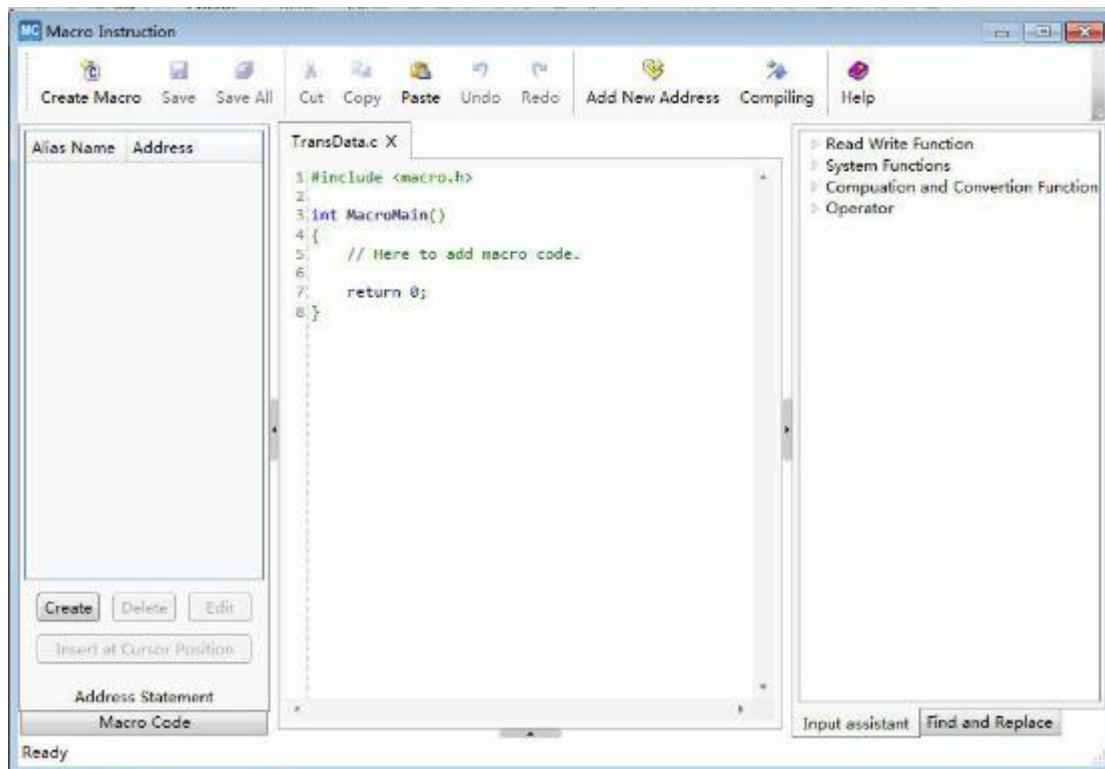 MC Macro Instruction
Create Macro Save Save All Cut Copy Paste Undo Redo Add New Address Compiling Help
Alias Name Address
TransData.c X
1 #include <macro.h>
2
3 int MacroMain()
4 {
5 // Here to add macro code.
6
7 return 0;
8 }
Read Write Function
System Functions
Compuation and Convertion Function
Operator
Create Delete Edit
Insert at Cursor Position
Address Statement
Macro Code
Input assistant Find and Replace
Ready